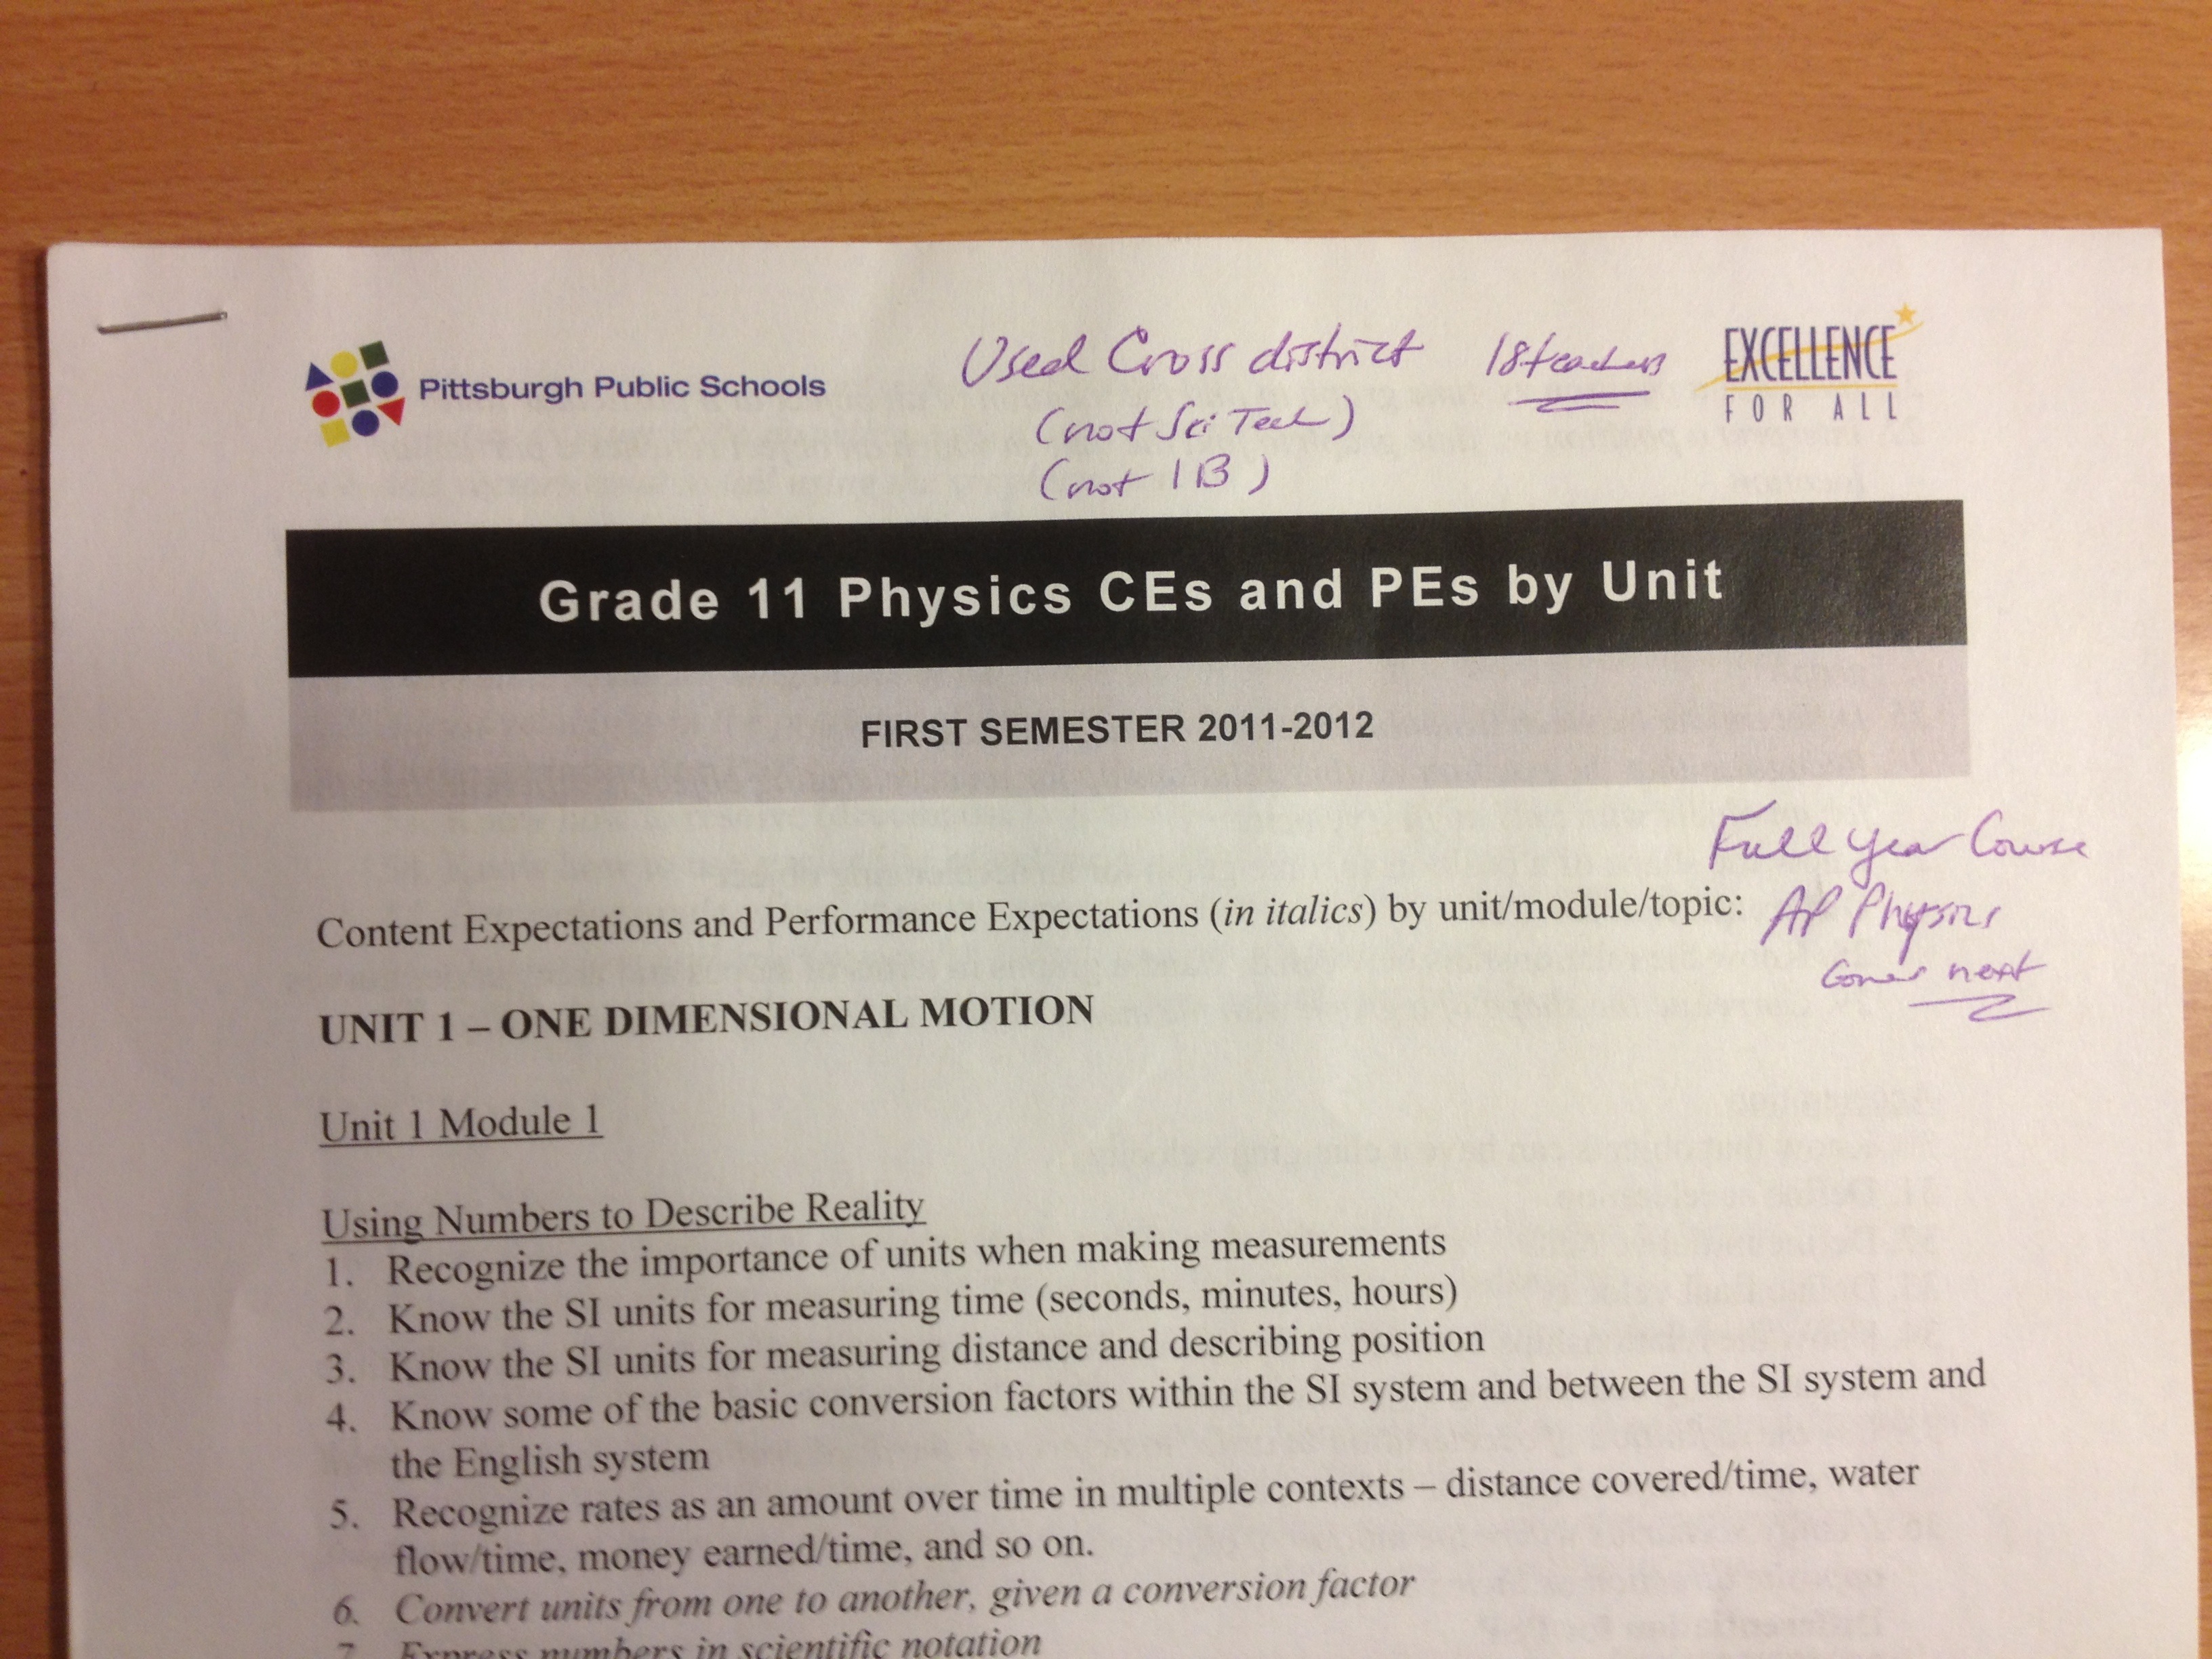 Pittsburgh Public Schools
Used Cross district 18 teachers
(not Sci Tech)
(not IB)
EXCELLENCE
FOR ALL
Grade 11 Physics CEs and PEs by Unit
FIRST SEMESTER 2011-2012
Full Year Course
Content Expectations and Performance Expectations (in italics) by unit/module/topic:
AP Physics
Comes next
UNIT 1 – ONE DIMENSIONAL MOTION
Unit 1 Module 1
Using Numbers to Describe Reality
1. Recognize the importance of units when making measurements
2. Know the SI units for measuring time (seconds, minutes, hours)
3. Know the SI units for measuring distance and describing position
4. Know some of the basic conversion factors within the SI system and between the SI system and
the English system
5. Recognize rates as an amount over time in multiple contexts – distance covered/time, water
flow/time, money earned/time, and so on.
6. Convert units from one to another, given a conversion factor
7. Express numbers in scientific notation